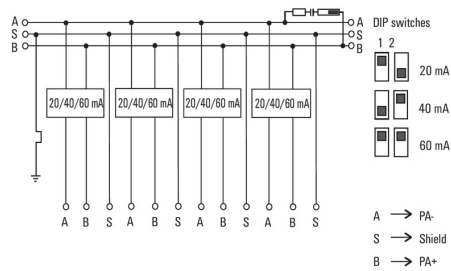 A A DIP switches
S S 1 2
B B
20 mA
20/40/60 mA 20/40/60 mA 20/40/60 mA 20/40/60 mA
40 mA
60 mA
A B S A B S A B S A B S
A → PA-
S → Shield
B → PA+